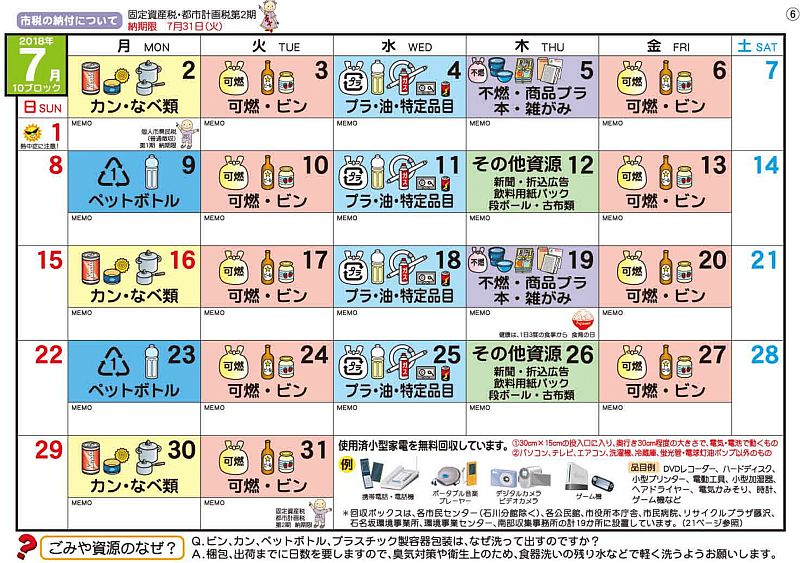 市税の納付について
固定資産税・都市計画税第2期
納期限 7月31日(火)
⑥
2018年
7月
10ブロック
日 SUN
月 MON
火 TUE
水 WED
木 THU
金 FRI
土 SAT
1
熱中症に注意!
2
カン・なべ類
MEMO
個人市県民税
(普通徴収)
第1期 納期限
可燃
3
可燃・ビン
MEMO
プラ
4
プラ・油・特定品目
MEMO
不燃
5
不燃・商品プラ
本・雑がみ
MEMO
可燃
6
可燃・ビン
MEMO
7
8
1
9
ペットボトル
MEMO
可燃
10
可燃・ビン
MEMO
プラ
11
プラ・油・特定品目
MEMO
その他資源 12
新聞・折込広告
飲料用紙パック
段ボール・古布類
MEMO
可燃
13
可燃・ビン
MEMO
14
15
16
カン・なべ類
MEMO
可燃
17
可燃・ビン
MEMO
プラ
18
プラ・油・特定品目
MEMO
不燃
19
不燃・商品プラ
本・雑がみ
MEMO
健康は、1日3度の食事から 食育の日
可燃
20
可燃・ビン
MEMO
21
22
1
23
ペットボトル
MEMO
可燃
24
可燃・ビン
MEMO
プラ
25
プラ・油・特定品目
MEMO
その他資源 26
新聞・折込広告
飲料用紙パック
段ボール・古布類
MEMO
可燃
27
可燃・ビン
MEMO
28
29
30
カン・なべ類
MEMO
可燃
31
可燃・ビン
MEMO
固定資産税
都市計画税
第2期 納期限
使用済小型家電を無料回収しています。
①30cm×15cmの投入口に入り、奥行き30cm程度の大きさで、電気・電池で動くもの
②パソコン、テレビ、エアコン、洗濯機、冷蔵庫、蛍光管・電球灯油ポンプ以外のもの
例
携帯電話・電話機
ポータブル音楽
プレーヤー
デジタルカメラ
ビデオカメラ
ゲーム機
品目例 DVDレコーダー、ハードディスク、
小型プリンター、電動工具、小型加湿器、
ヘアドライヤー、電気かみそり、時計、
ゲーム機など
*回収ボックスは、各市民センター(石川分館除く)、各公民館、市役所本庁舎、市民病院、リサイクルプラザ藤沢、
石名坂環境事業所、環境事業センター、南部収集事務所の計19カ所に設置しています。(21ページ参照)
ごみや資源のなぜ?
Q.ビン、カン、ペットボトル、プラスチック製容器包装は、なぜ洗って出すのですか?
A.梱包、出荷までに日数を要しますので、臭気対策や衛生上のため、食器洗いの残り水などで軽く洗うようお願いします。